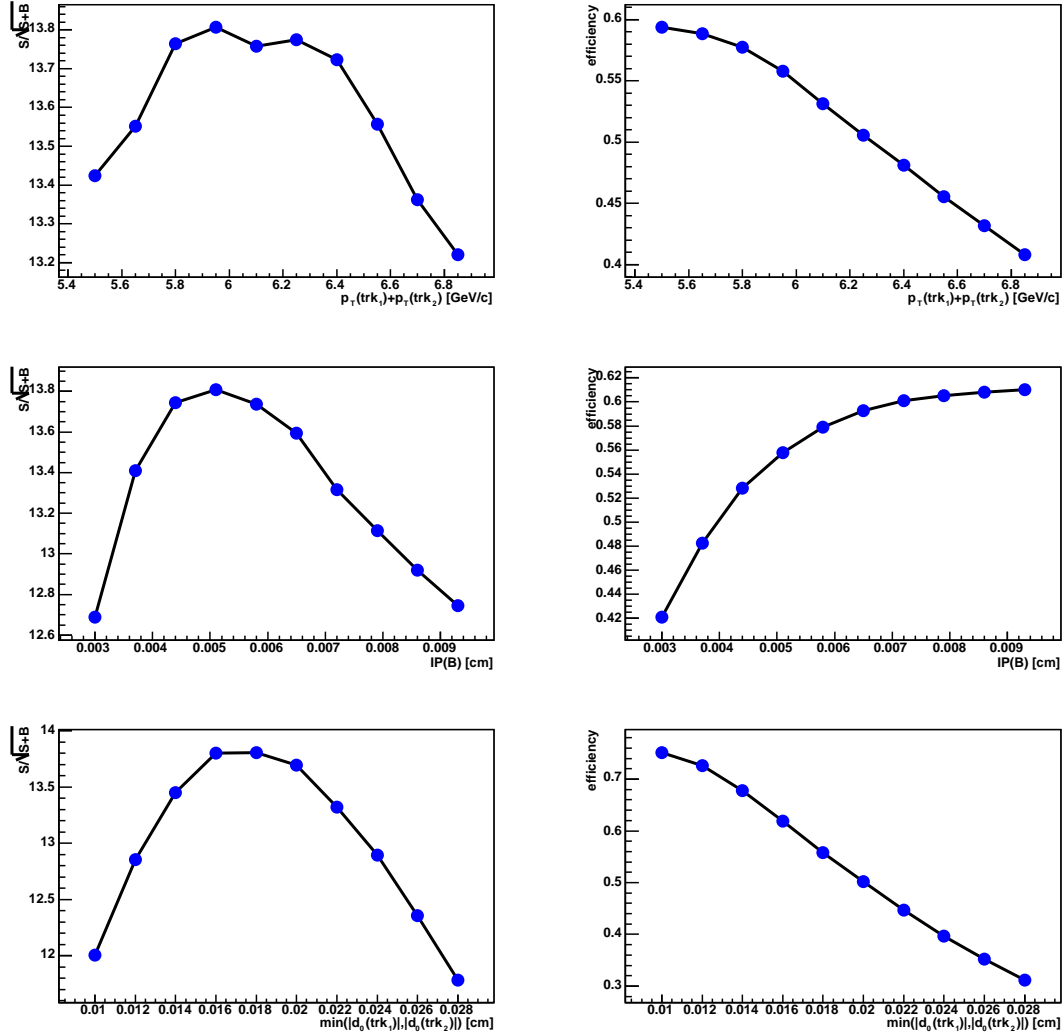 S/√S+B
13.8
13.7
13.6
13.5
13.4
13.3
13.2
5.4 5.6 5.8 6 6.2 6.4 6.6 6.8
p_T(trk_1)+p_T(trk_2) [GeV/c]
efficiency
0.6
0.55
0.5
0.45
0.4
5.4 5.6 5.8 6 6.2 6.4 6.6 6.8
p_T(trk_1)+p_T(trk_2) [GeV/c]
S/√S+B
13.8
13.6
13.4
13.2
13
12.8
12.6
0.003 0.004 0.005 0.006 0.007 0.008 0.009
IP(B) [cm]
efficiency
0.62
0.6
0.58
0.56
0.54
0.52
0.5
0.48
0.46
0.44
0.42
0.003 0.004 0.005 0.006 0.007 0.008 0.009
IP(B) [cm]
S/√S+B
14
13.5
13
12.5
12
0.01 0.012 0.014 0.016 0.018 0.02 0.022 0.024 0.026 0.028
min(|d_0(trk_1)|,|d_0(trk_2)|) [cm]
efficiency
0.7
0.6
0.5
0.4
0.3
0.01 0.012 0.014 0.016 0.018 0.02 0.022 0.024 0.026 0.028
min(|d_0(trk_1)|,|d_0(trk_2)|) [cm]